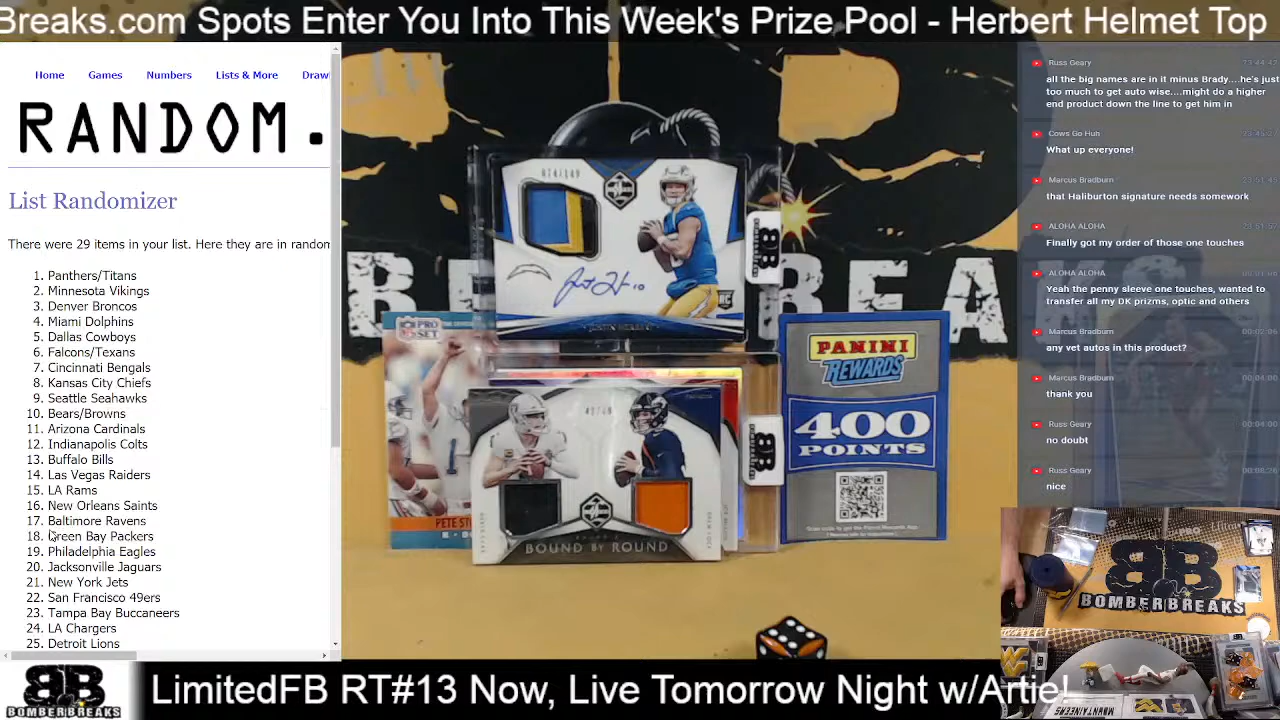 Breaks.com Spots Enter You Into This Week's Prize Pool - Herbert Helmet Top
Home Games Numbers Lists & More Drawi
RANDOM.
List Randomizer
There were 29 items in your list. Here they are in random
1. Panthers/Titans
2. Minnesota Vikings
3. Denver Broncos
4. Miami Dolphins
5. Dallas Cowboys
6. Falcons/Texans
7. Cincinnati Bengals
8. Kansas City Chiefs
9. Seattle Seahawks
10. Bears/Browns
11. Arizona Cardinals
12. Indianapolis Colts
13. Buffalo Bills
14. Las Vegas Raiders
15. LA Rams
16. New Orleans Saints
17. Baltimore Ravens
18. Green Bay Packers
19. Philadelphia Eagles
20. Jacksonville Jaguars
21. New York Jets
22. San Francisco 49ers
23. Tampa Bay Buccaneers
24. LA Chargers
25. Detroit Lions
RC
PRO SET
PETE ST
BOUND BY ROUND
BB
BB
PANINI
REWARDS
400
POINTS
Russ Geary
all the big names are in it minus Brady....he's just
too much to get auto wise....might do a higher
end product down the line to get him in
Cows Go Huh
What up everyone!
Marcus Bradburn
that Haliburton signature needs somework
ALOHA ALOHA
Finally got my order of those one touches
ALOHA ALOHA
Yeah the penny sleeve one touches, wanted to
transfer all my DK prizms, optic and others
Marcus Bradburn
any vet autos in this product?
Marcus Bradburn
thank you
Russ Geary
no doubt
Russ Geary
nice
BOMBERBREAKS
MOUNTAINEERS
BOMBERBREAKS
LimitedFB RT#13 Now, Live Tomorrow Night w/Artie!